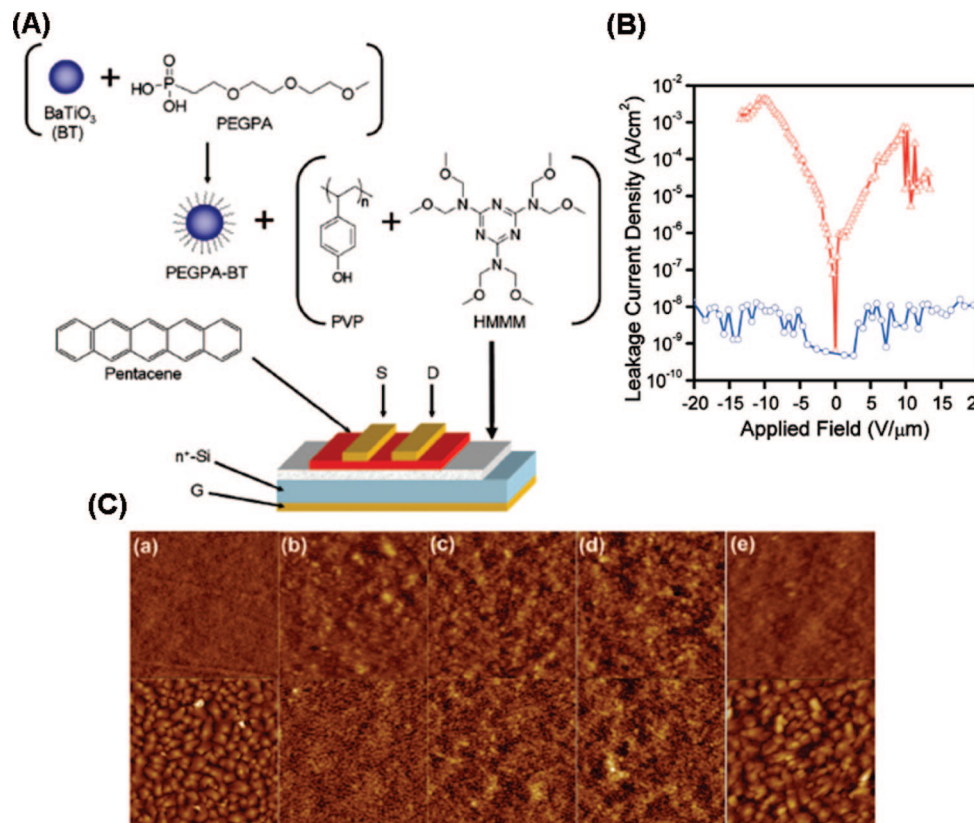 (A)
BaTiO3
(BT)
+
O
HO-P
OH
O
O
O
PEGPA
PEGPA-BT
+
n
OH
PVP
+
O
O
O
O
N
N
N
N
N
N
O
O
HMMM
Pentacene
S
D
n+-Si
G
(B)
Leakage Current Density (A/cm2)
10-2
10-3
10-4
10-5
10-6
10-7
10-8
10-9
10-10
-20
-15
-10
-5
0
5
10
15
2
Applied Field (V/μm)
(C)
(a)
(b)
(c)
(d)
(e)